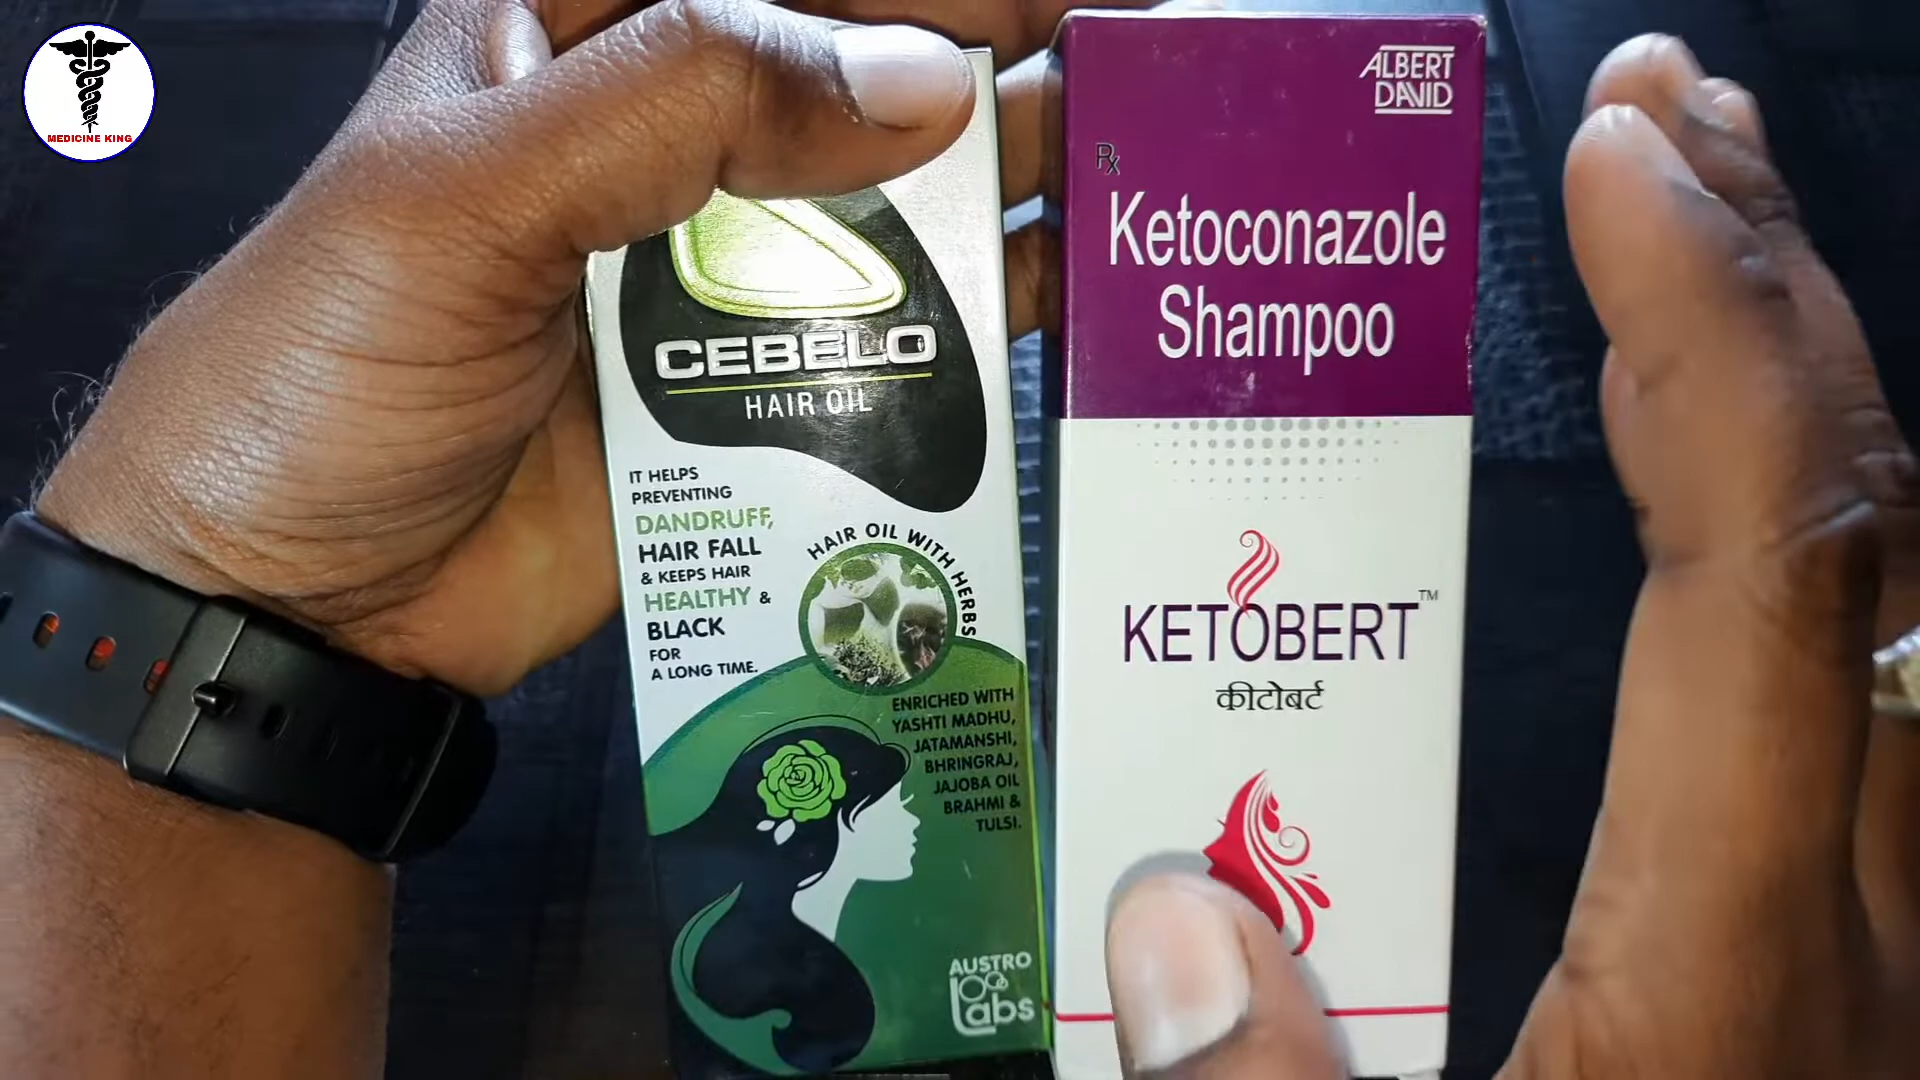 MEDICINE KING
CEBELO
HAIR OIL
IT HELPS
PREVENTING
DANDRUFF,
HAIR FALL
& KEEPS HAIR
HEALTHY &
BLACK
FOR
A LONG TIME.
HAIR OIL WITH HERBS
ENRICHED WITH
YASHTI MADHU,
JATAMANSHI,
BHRINGRAJ,
JAJOBA OIL
BRAHMI &
TULSI.
AUSTRO
Labs
ALBERT
DAVID
Rx
Ketoconazole
Shampoo
KETOBERT™
कीटोबर्ट